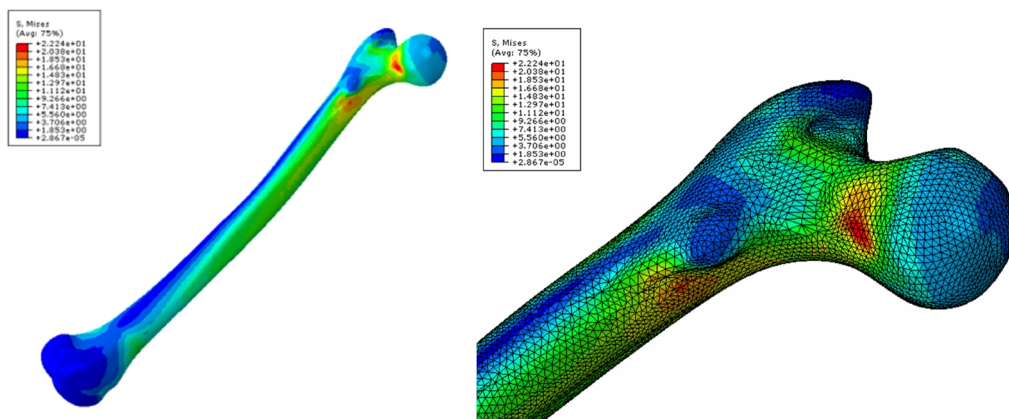 S, Mises
(Avg: 75%)
+2.224e+01
+2.038e+01
+1.853e+01
+1.668e+01
+1.483e+01
+1.297e+01
+1.112e+01
+9.266e+00
+7.413e+00
+5.560e+00
+3.706e+00
+1.853e+00
+2.867e-05
S, Mises
(Avg: 75%)
+2.224e+01
+2.038e+01
+1.853e+01
+1.668e+01
+1.483e+01
+1.297e+01
+1.112e+01
+9.266e+00
+7.413e+00
+5.560e+00
+3.706e+00
+1.853e+00
+2.867e-05